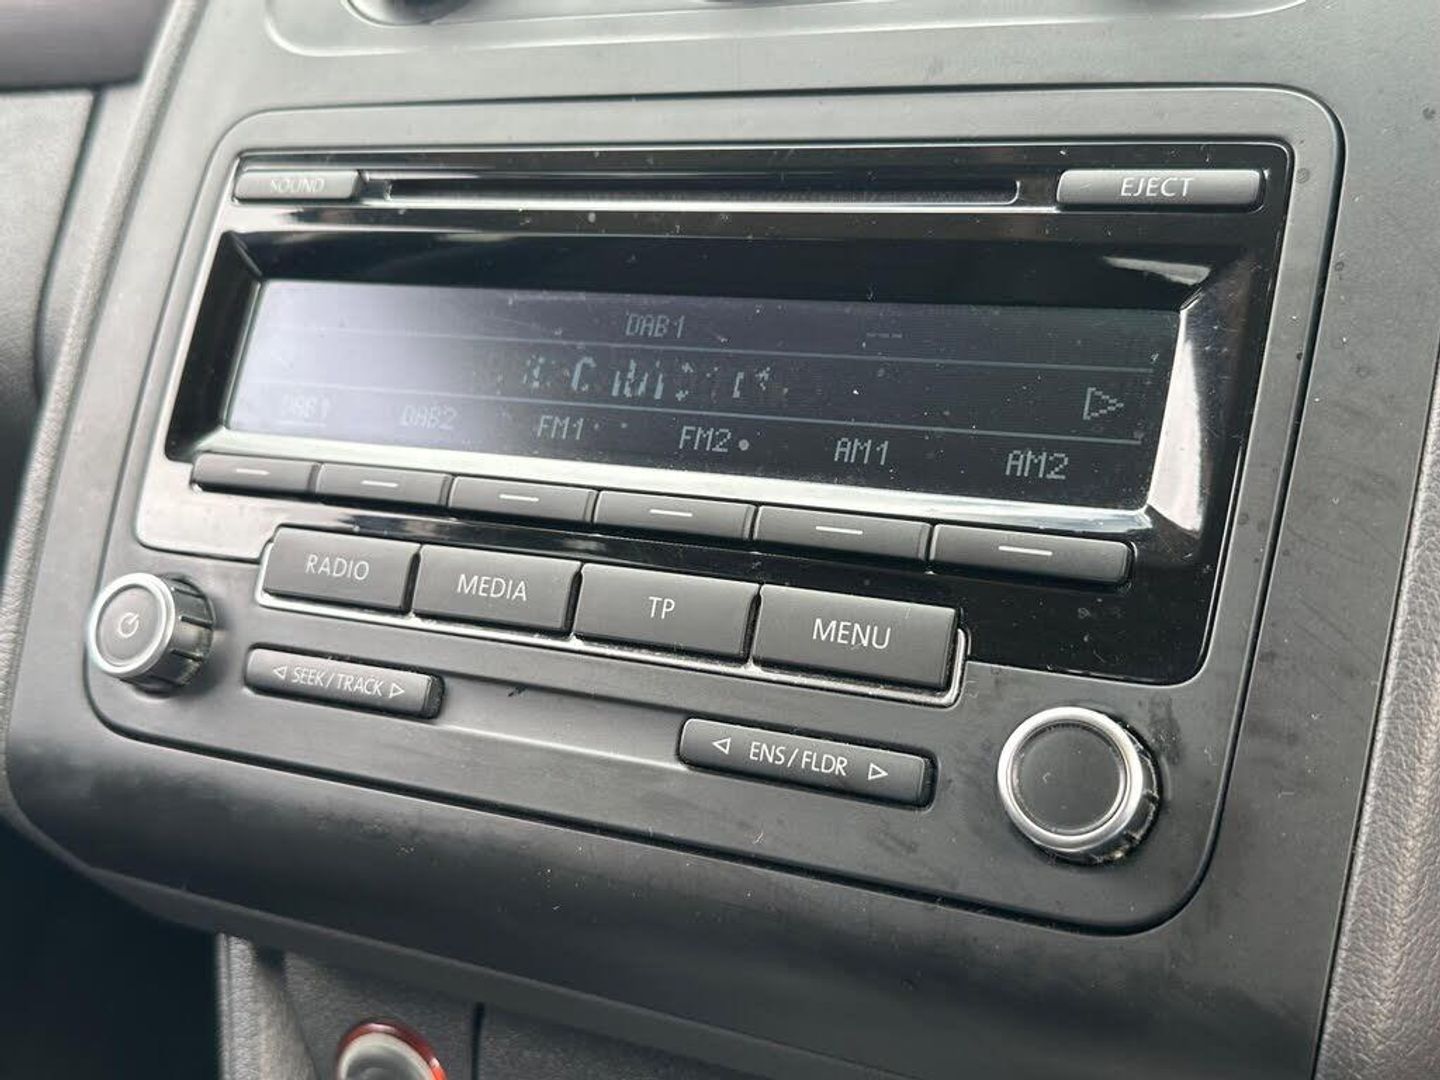 SOUND
EJECT
DAB1
DAB1 DAB2 FM1 FM2 AM1 AM2
RADIO MEDIA TP MENU
SEEK/TRACK
ENS/FLDR